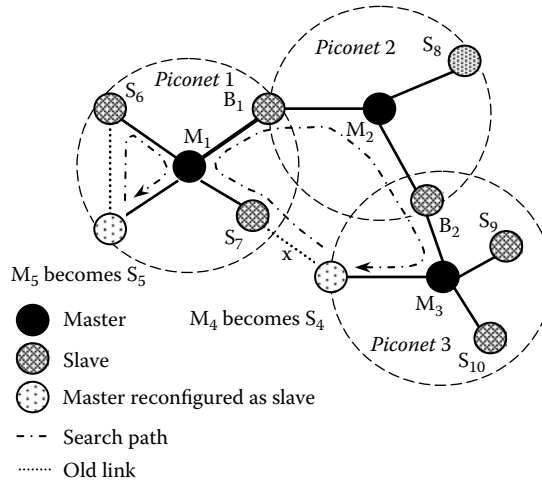 Piconet 2
S8
Piconet 1
S6
B1
M1
M2
S7
B2
S9
x
M5 becomes S5
M4 becomes S4
M3
Piconet 3
S10
Master
Slave
Master reconfigured as slave
Search path
Old link